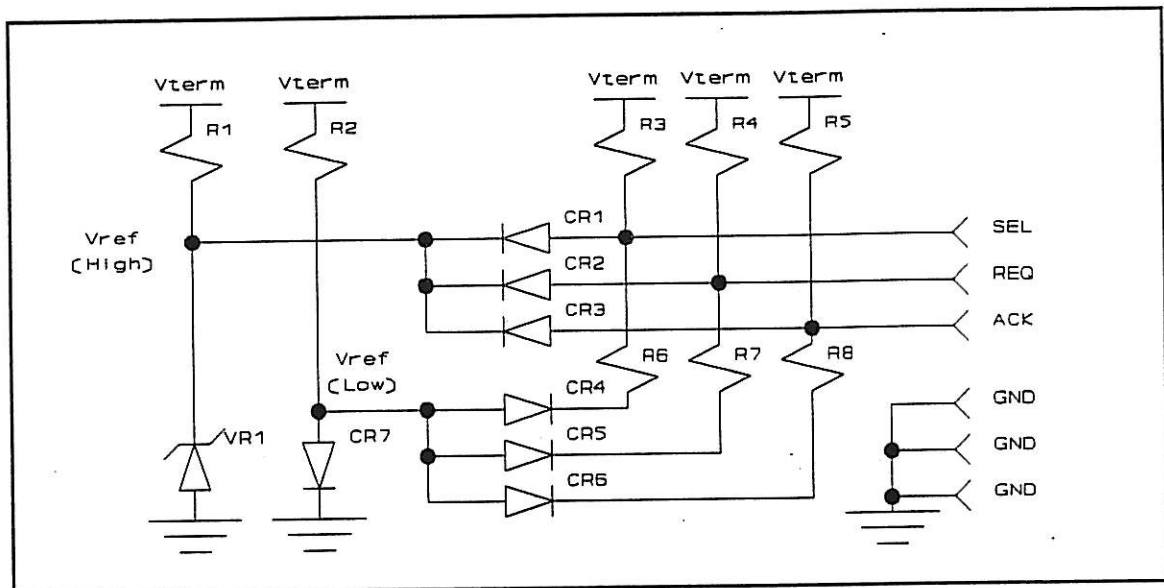 Vterm
Vterm
Vterm
Vterm
Vterm
R1
R2
R3
R4
R5
CR1
SEL
Vref
(High)
CR2
REQ
CR3
ACK
R6
R7
R8
Vref
(Low)
CR4
GND
VR1
CR7
CR5
GND
CR6
GND